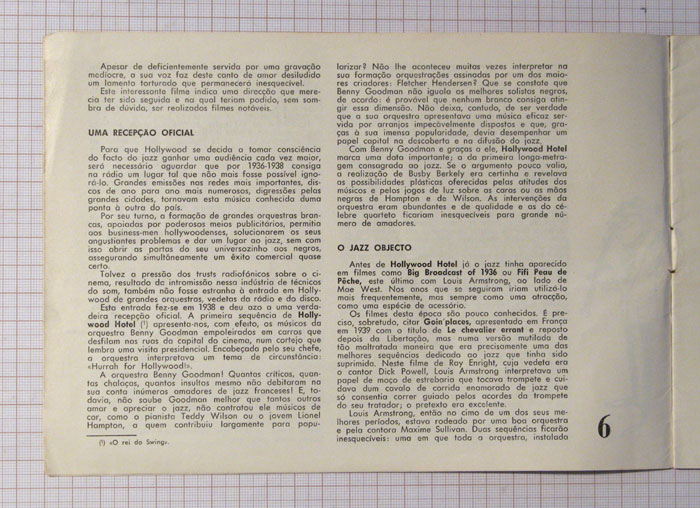 Apesar de deficientemente servida por uma gravação
medíocre, a sua voz faz deste canto de amor desiludido
um lamento torturado que permanecerá inesquecível.
Este interessante filme indica uma direcção que mere-
cia ter sido seguida e na qual teriam podido, sem som-
bra de dúvida, ser realizados filmes notáveis.
UMA RECEPÇÃO OFICIAL
Para que Hollywood se decida a tomar consciência
do facto do jazz ganhar uma audiência cada vez maior,
será necessário aguardar que por 1936-1938 consiga
na rádio um lugar tal que não mais fosse possível igno-
rá-lo. Grandes emissões nas redes mais importantes, dis-
cos de ano para ano mais numerosos, digressões pelas
grandes cidades, tornavam esta música conhecida duma
ponta à outra do país.
Por seu turno, a formação de grandes orquestras bran-
cas, apoiadas por poderosos meios publicitários, permitia
aos business-men hollywoodenses, solucionarem os seus
angustiantes problemas e dar um lugar ao jazz, sem com
isso abrir as portas do seu universozinho aos negros,
assegurando simultâneamente um êxito comercial quase
certo.
Talvez a pressão dos trusts radiofónicos sobre o ci-
nema, resultado da intromissão nessa indústria de técnicos
do som, também não fosse estranha à entrada em Holly-
wood de grandes orquestras, vedetas da rádio e do disco.
Esta entrada fez-se em 1938 e deu azo a uma verda-
deira recepção oficial. A primeira sequência de Holly-
wood Hotel (¹) apresenta-nos, com efeito, os músicos da
orquestra Benny Goodman empoleirados em carros que
desfilam nas ruas da capital do cinema, num cortejo que
lembra uma visita presidencial. Encabeçada pelo seu chefe,
a orquestra interpretava um tema de circunstância:
«Hurrah for Hollywood!».
A orquestra Benny Goodman! Quantas críticas, quan-
tas chalaças, quantos insultos mesmo não debitaram na
sua conta inúmeros amadores de jazz franceses! E, to-
davia, não soube Goodman melhor que tantos outros
amar e apreciar o jazz, não contratou ele músicos de
cor, como o pianista Teddy Wilson ou o jovem Lionel
Hampton, a quem contribuiu largamente para popu-
(¹) «O rei do Swing».
larizar? Não lhe aconteceu muitas vezes interpretar na
sua formação orquestrações assinadas por um dos maio-
res criadores: Fletcher Hendersen? Que se constate que
Benny Goodman não iguala os melhores solistas negros,
de acordo: é provável que nenhum branco consiga atin-
gir essa dimensão. Não deixa, contudo, de ser verdade
que a sua orquestra apresentava uma música eficaz ser-
vida por arranjos impecàvelmente dispostos e que, gra-
ças à sua imensa popularidade, devia desempenhar um
papel capital na descoberta e na difusão do jazz.
Com Benny Goodman e graças a ele, Hollywood Hotel
marca uma data importante; a da primeira longa-metra-
gem consagrada ao jazz. Se o argumento pouco valia,
a realização de Busby Berkely era certinha e revelava
as possibilidades plásticas oferecidas pelas atitudes dos
músicos e pelos jogos de luz sobre as caras ou as mãos
negras de Hampton e de Wilson. As intervenções da
orquestra eram abundantes e de qualidade e as do cé-
lebre quarteto ficariam inesquecíveis para grande nú-
mero de amadores.
O JAZZ OBJECTO
Antes de Hollywood Hotel já o jazz tinha aparecido
em filmes como Big Broadcast of 1936 ou Fifi Peau de
Pêche, este último com Louis Armstrong, ao lado de
Mae West. Nos anos que se seguiram iriam utilizá-lo
mais frequentemente, mas sempre como uma atracção,
como uma espécie de acessório.
Os filmes desta época são pouco conhecidos. É pre-
ciso, sobretudo, citar Goin'places, apresentado em França
em 1939 com o título de Le chevalier errant e reposto
depois da Libertação, mas numa versão mutilada de
tão maltratada maneira que era precisamente uma das
melhores sequências dedicada ao jazz que tinha sido
suprimida. Neste filme de Ray Enright, cuja vedeta era
o cantor Dick Powell, Louis Armstrong interpretava um
papel de moço de estrebaria que tocava trompete e cui-
dava dum cavalo de corrida enamorado de jazz que
só consentia correr guiado pelos acordes da trompete
do seu tratador; o pretexto era excelente.
Louis Armstrong, então no cimo de um dos seus me-
lhores períodos, estava rodeado por uma boa orquestra
e pela cantora Maxime Sullivan. Duas sequências ficarão
inesquecíveis: uma em que toda a orquestra, instalada
6